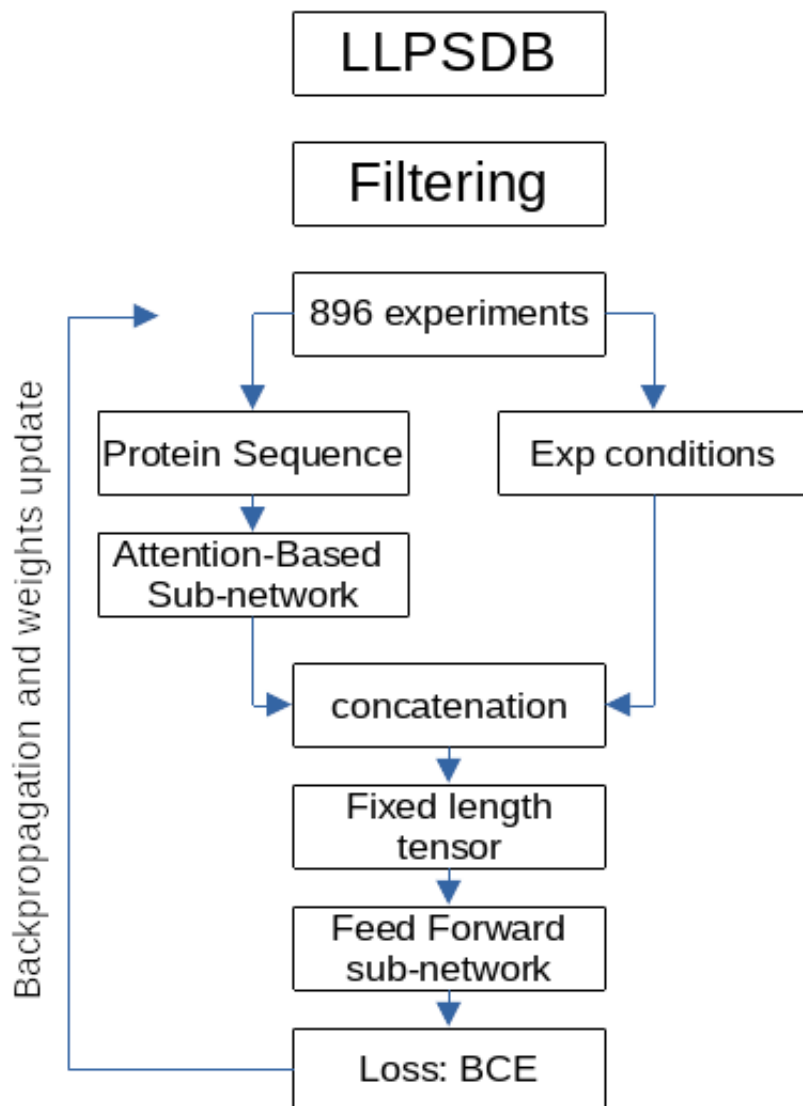 LLPSDB
Filtering
896 experiments
Protein Sequence
Exp conditions
Attention-Based
Sub-network
concatenation
Fixed length
tensor
Feed Forward
sub-network
Loss: BCE
Backpropagation and weights update